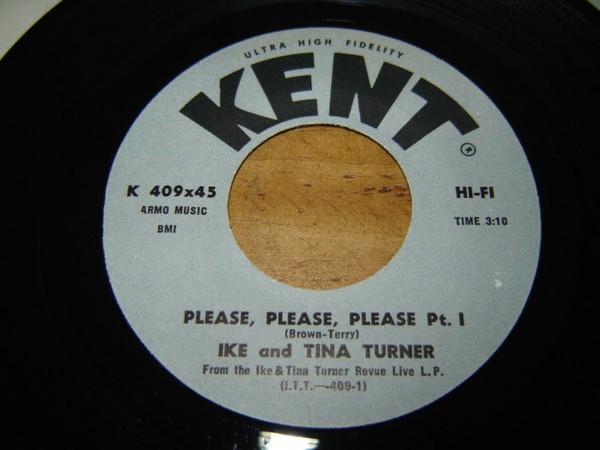 ULTRA HIGH FIDELITY
KENT
K 409x45
HI-FI
ARMO MUSIC
TIME 3:10
BMI
PLEASE, PLEASE, PLEASE Pt. I
(Brown-Terry)
IKE and TINA TURNER
From the Ike & Tina Turner Revue Live L.P.
(I.T.T.—409-1)